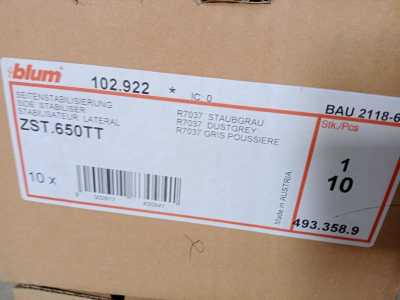 blum
102.922 * IC: 0
SEITENSTABILISIERUNG
SIDE STABILISER
STABILISATEUR LATERAL
R7037 STAUBGRAU
R7037 DUSTGREY
R7037 GRIS POUSSIERE
BAU 2118-6
Stk./Pcs
ZST.650TT
10 x
1
10
Made in AUSTRIA
493.358.9